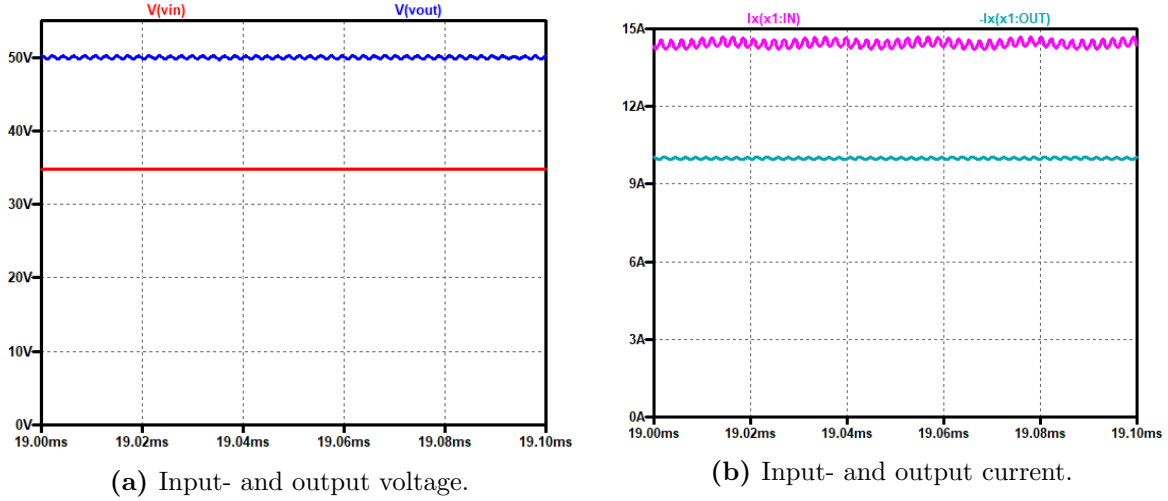 V(vin) V(vout)
50V
40V
30V
20V
10V
0V
19.00ms 19.02ms 19.04ms 19.06ms 19.08ms 19.10ms
(a) Input- and output voltage.
Ix(x1:IN) -Ix(x1:OUT)
15A
12A
9A
6A
3A
0A
19.00ms 19.02ms 19.04ms 19.06ms 19.08ms 19.10ms
(b) Input- and output current.